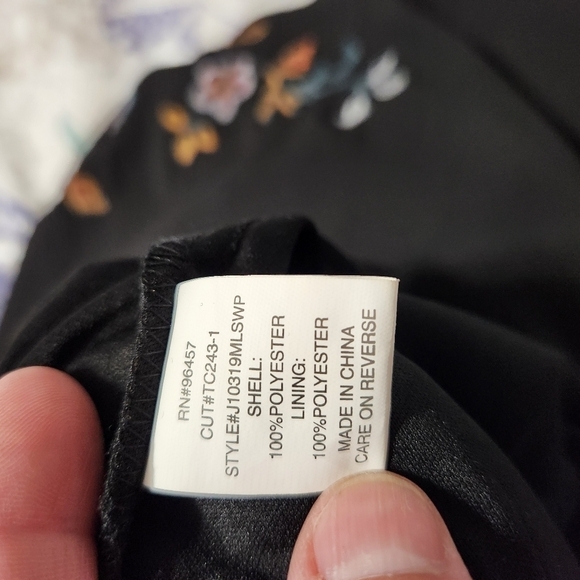 RN#96457
CUT#TC243-1
STYLE#J10319MLSWP
SHELL:
100%POLYESTER
LINING:
100%POLYESTER
MADE IN CHINA
CARE ON REVERSE